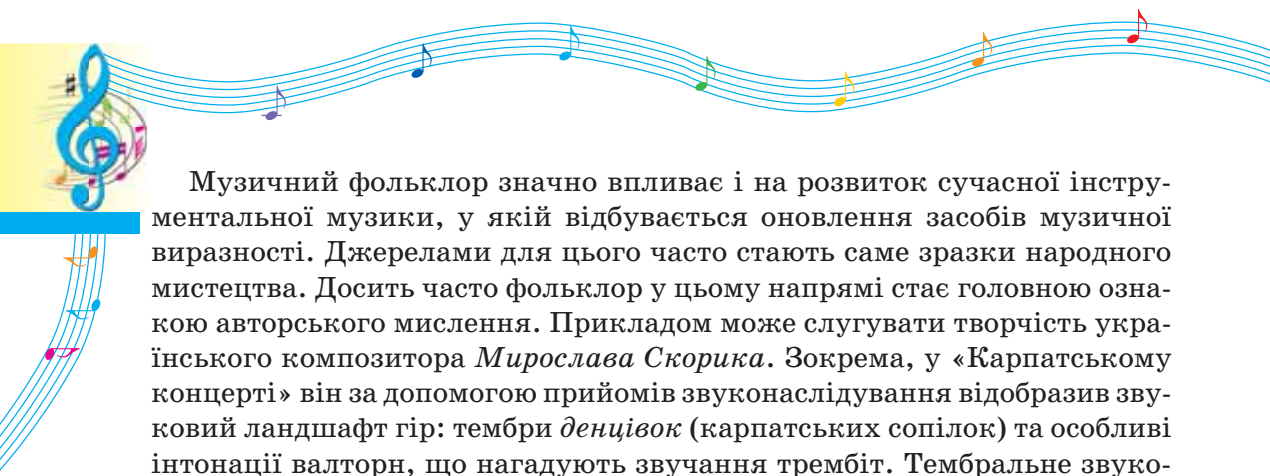 Музичний фольклор значно впливає і на розвиток сучасної інстру-
ментальної музики, у якій відбувається оновлення засобів музичної
виразності. Джерелами для цього часто стають саме зразки народного
мистецтва. Досить часто фольклор у цьому напрямі стає головною озна-
кою авторського мислення. Прикладом може слугувати творчість укра-
їнського композитора Мирослава Скорика. Зокрема, у «Карпатському
концерті» він за допомогою прийомів звуконаслідування відобразив зву-
ковий ландшафт гір: тембри денцівок (карпатських сопілок) та особливі
інтонації валторн, що нагадують звучання трембіт. Тембральне звуко-